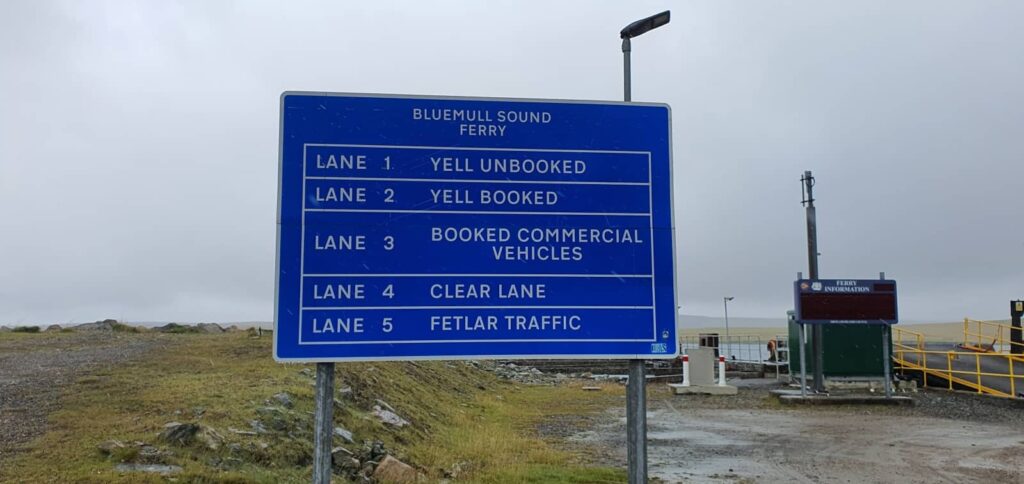 BLUEMULL SOUND
FERRY
LANE 1 YELL UNBOOKED
LANE 2 YELL BOOKED
LANE 3 BOOKED COMMERCIAL
VEHICLES
LANE 4 CLEAR LANE
LANE 5 FETLAR TRAFFIC
FERRY
INFORMATION